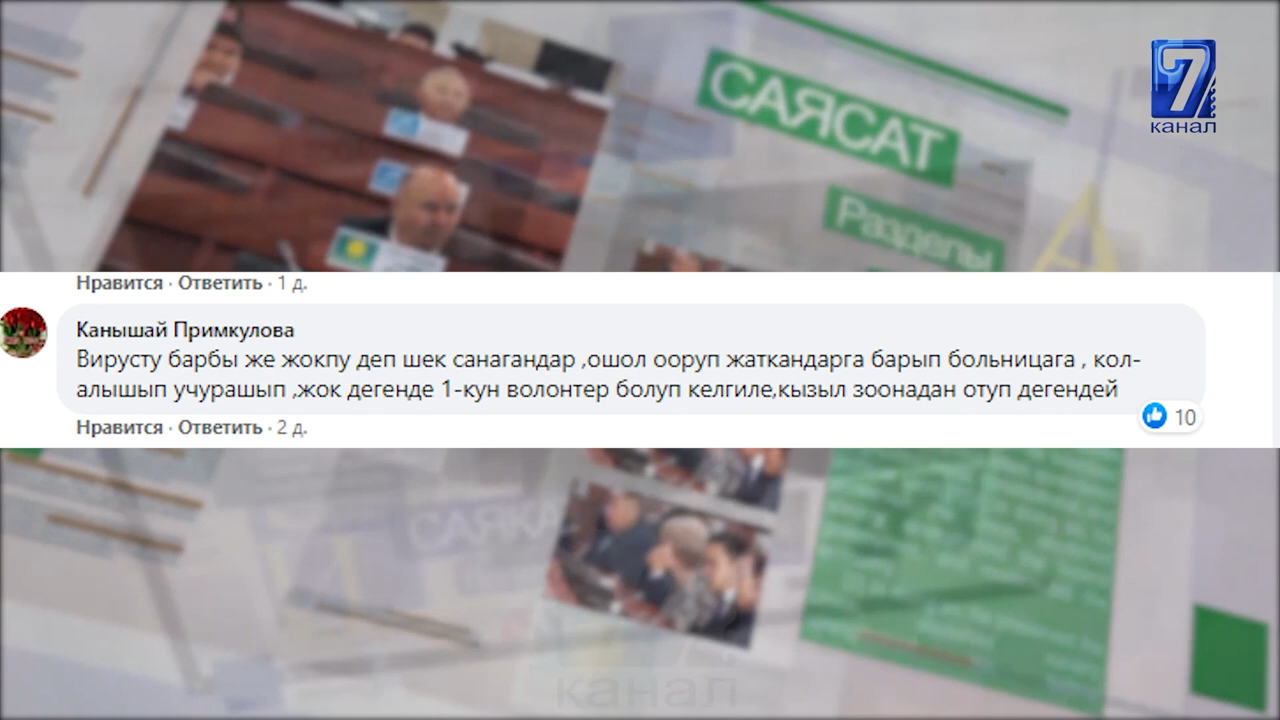 САЯСАТ
7
канал
Разделы
Нравится · Ответить · 1 д.
Канышай Примкулова
Вирусту барбы же жокпу деп шек санагандар ,ошол ооруп жаткандарга барып больницага , кол-
алышып учурашып ,жок дегенде 1-кун волонтер болуп келгиле,кызыл зоонадан отуп дегендей
10
Нравится · Ответить · 2 д.
канал